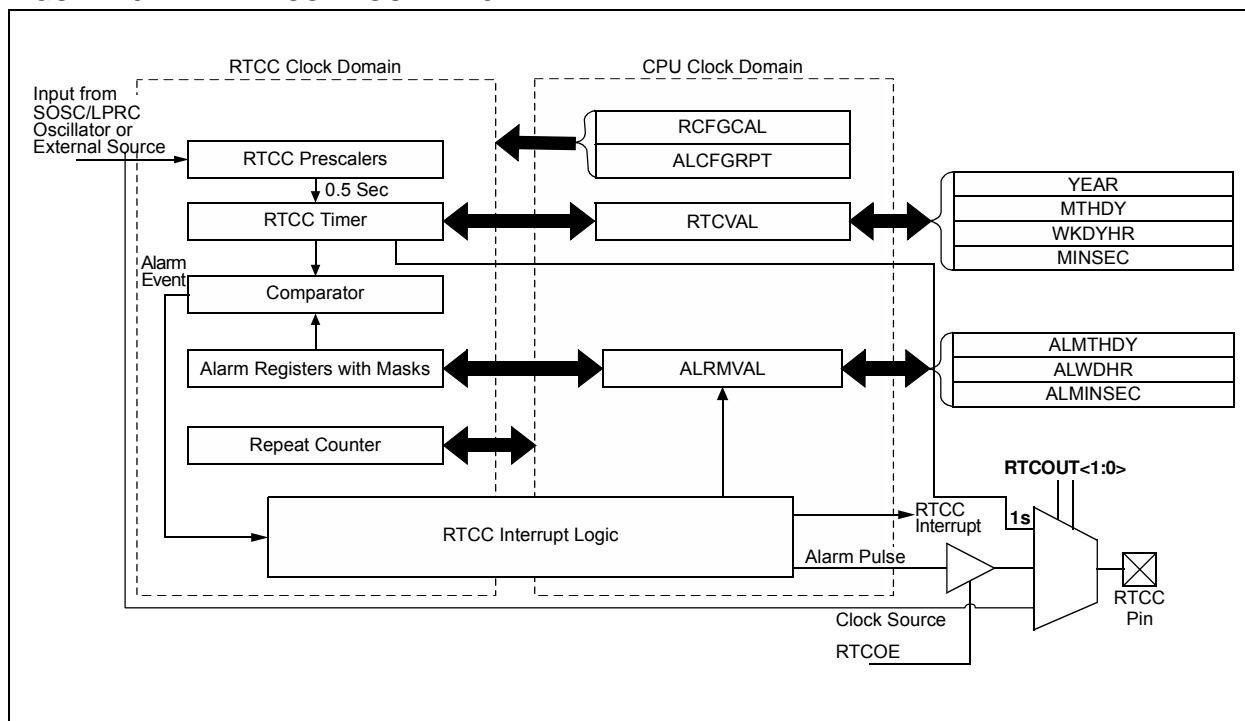 RTCC Clock Domain
CPU Clock Domain
Input from
SOSC/LPRC
Oscillator or
External Source
RTCC Prescalers
0.5 Sec
RTCC Timer
Alarm
Event
Comparator
Alarm Registers with Masks
Repeat Counter
RTCC Interrupt Logic
RCFGCAL
ALCFGRPT
RTCVAL
ALRMVAL
YEAR
MTHDY
WKDYHR
MINSEC
ALMTHDY
ALWDHR
ALMINSEC
RTCOUT<1:0>
RTCC
Interrupt
1s
Alarm Pulse
Clock Source
RTCOE
RTCC
Pin